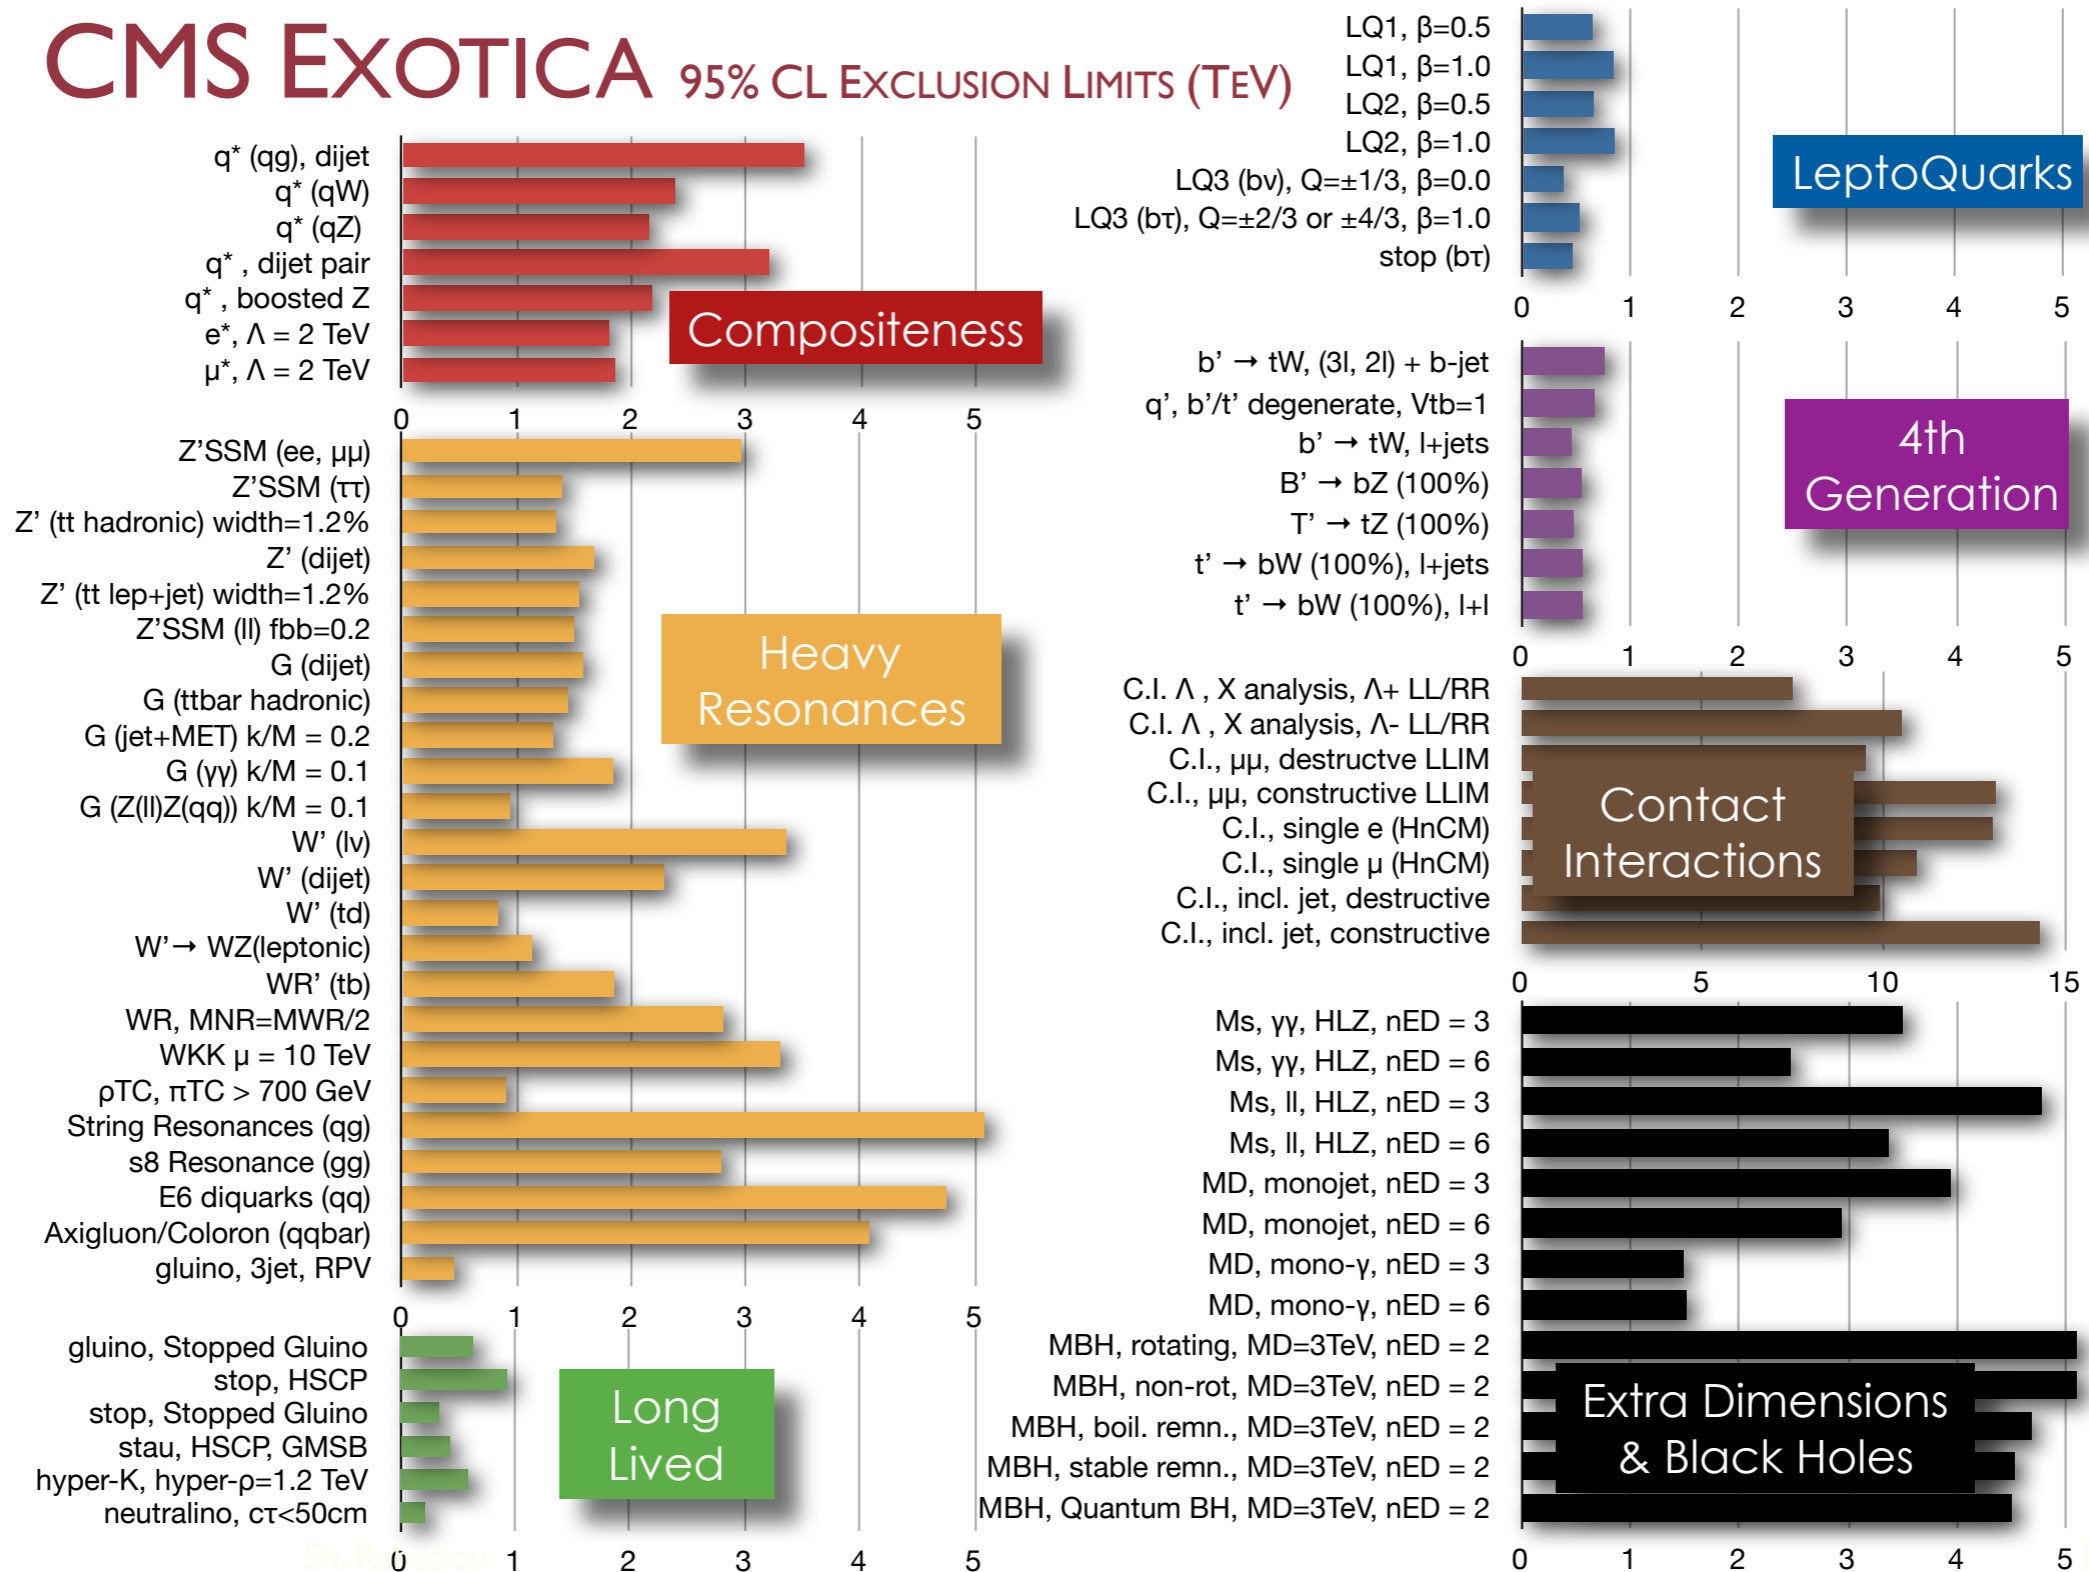 CMS EXOTICA 95% CL EXCLUSION LIMITS (TEV)
q* (qg), dijet
q* (qW)
q* (qZ)
q* , dijet pair
q* , boosted Z
e*, Λ = 2 TeV
μ*, Λ = 2 TeV
Compositeness
0 1 2 3 4 5
Z’SSM (ee, μμ)
Z’SSM (ττ)
Z’ (tt hadronic) width=1.2%
Z’ (dijet)
Z’ (tt lep+jet) width=1.2%
Z’SSM (ll) fbb=0.2
G (dijet)
G (ttbar hadronic)
G (jet+MET) k/M = 0.2
G (γγ) k/M = 0.1
G (Z(ll)Z(qq)) k/M = 0.1
W’ (lν)
W’ (dijet)
W’ (td)
W’→ WZ(leptonic)
WR’ (tb)
WR, MNR=MWR/2
WKK μ = 10 TeV
ρTC, πTC > 700 GeV
String Resonances (qg)
s8 Resonance (gg)
E6 diquarks (qq)
Axigluon/Coloron (qqbar)
gluino, 3jet, RPV
Heavy
Resonances
0 1 2 3 4 5
gluino, Stopped Gluino
stop, HSCP
stop, Stopped Gluino
stau, HSCP, GMSB
hyper-K, hyper-ρ=1.2 TeV
neutralino, cτ<50cm
Long
Lived
0 1 2 3 4 5
LQ1, β=0.5
LQ1, β=1.0
LQ2, β=0.5
LQ2, β=1.0
LQ3 (bν), Q=±1/3, β=0.0
LQ3 (bτ), Q=±2/3 or ±4/3, β=1.0
stop (bτ)
LeptoQuarks
0 1 2 3 4 5
b’ → tW, (3l, 2l) + b-jet
q’, b’/t’ degenerate, Vtb=1
b’ → tW, l+jets
B’ → bZ (100%)
T’ → tZ (100%)
t’ → bW (100%), l+jets
t’ → bW (100%), l+l
4th
Generation
0 1 2 3 4 5
C.I. Λ , X analysis, Λ+ LL/RR
C.I. Λ , X analysis, Λ- LL/RR
C.I., μμ, destructve LLIM
C.I., μμ, constructive LLIM
C.I., single e (HnCM)
C.I., single μ (HnCM)
C.I., incl. jet, destructive
C.I., incl. jet, constructive
Contact
Interactions
0 5 10 15
Ms, γγ, HLZ, nED = 3
Ms, γγ, HLZ, nED = 6
Ms, ll, HLZ, nED = 3
Ms, ll, HLZ, nED = 6
MD, monojet, nED = 3
MD, monojet, nED = 6
MD, mono-γ, nED = 3
MD, mono-γ, nED = 6
MBH, rotating, MD=3TeV, nED = 2
MBH, non-rot, MD=3TeV, nED = 2
MBH, boil. remn., MD=3TeV, nED = 2
MBH, stable remn., MD=3TeV, nED = 2
MBH, Quantum BH, MD=3TeV, nED = 2
Extra Dimensions
& Black Holes
0 1 2 3 4 5
Sh.